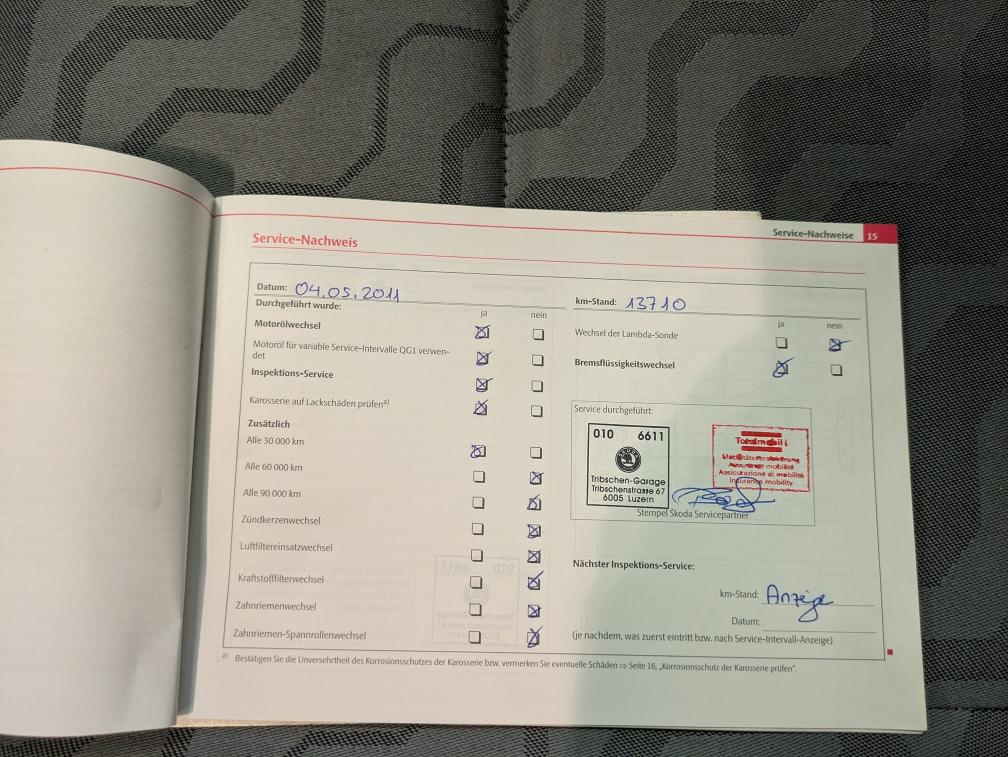 Service-Nachweise 15
Service-Nachweis
Datum: 04.05.2011
km-Stand: 13710
Durchgeführt wurde:
ja nein
Motorölwechsel
Motoröl für variable Service-Intervalle QG1 verwen-
det
Inspektions-Service
Karosserie auf Lackschäden prüfen a)
Zusätzlich
Alle 30 000 km
Alle 60 000 km
Alle 90 000 km
Zündkerzenwechsel
Luftfiltereinsatzwechsel
Kraftstofffilterwechsel
Zahnriemenwechsel
Zahnriemen-Spannrollenwechsel
ja nein
Wechsel der Lambda-Sonde
Bremsflüssigkeitswechsel
Service durchgeführt:
010 6611
Tribschen-Garage
Tribschenstrasse 67
6005 Luzern
Totalmobil!
Mobilitätsversicherung
Assurance mobilité
Assicurazione di mobilità
Insurance mobility
Stempel Škoda Servicepartner
Nächster Inspektions-Service:
km-Stand: Anzeige
Datum:
(je nachdem, was zuerst eintritt bzw. nach Service-Intervall-Anzeige)
a) Bestätigen Sie die Unversehrtheit des Korrosionsschutzes der Karosserie bzw. vermerken Sie eventuelle Schäden ⇒ Seite 16, „Korrosionsschutz der Karosserie prüfen".